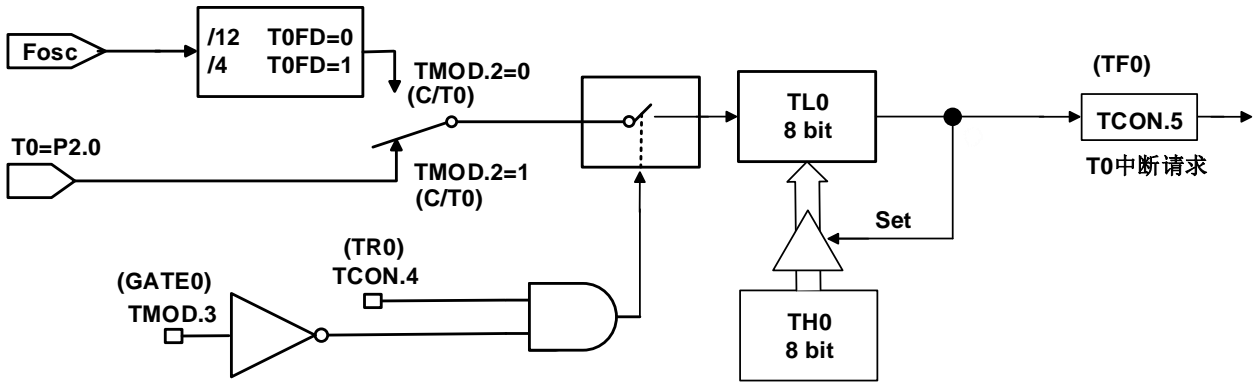 Fosc
/12 T0FD=0
/4 T0FD=1
TMOD.2=0
(C/T0)
T0=P2.0
TMOD.2=1
(C/T0)
TL0
8 bit
(TF0)
TCON.5
T0中断请求
Set
(TR0)
TCON.4
(GATE0)
TMOD.3
TH0
8 bit